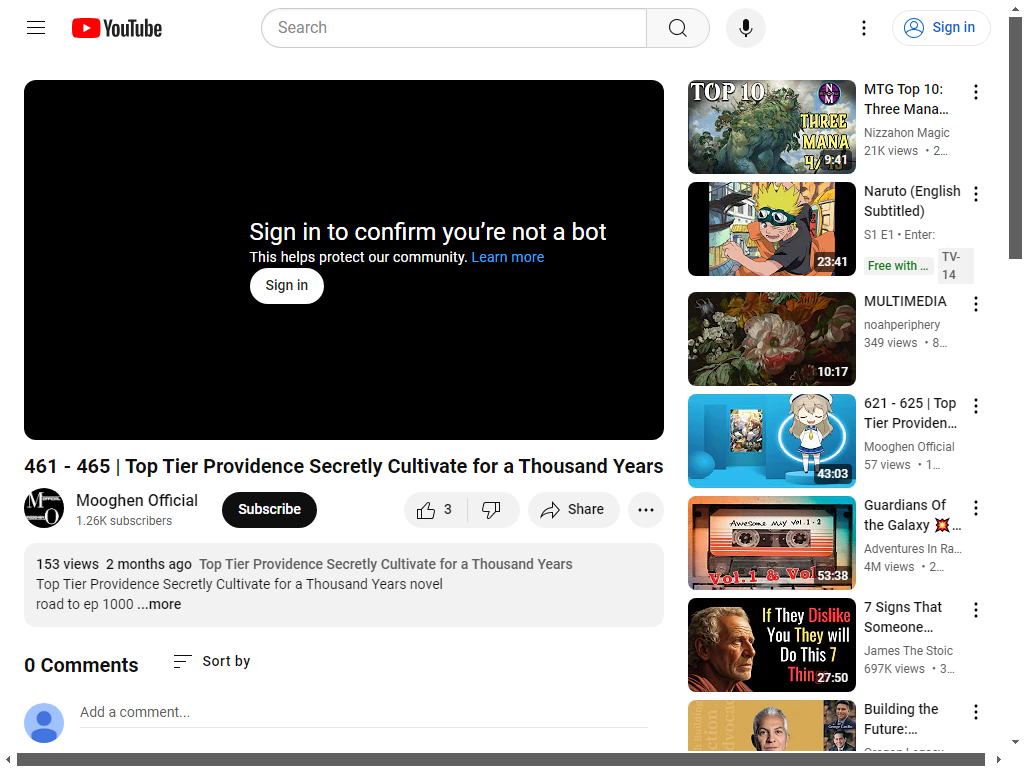 YouTube
Search
Sign in
Sign in to confirm you’re not a bot
This helps protect our community. Learn more
Sign in
461 - 465 | Top Tier Providence Secretly Cultivate for a Thousand Years
Mooghen Official
1.26K subscribers
Subscribe
3
Share
153 views 2 months ago Top Tier Providence Secretly Cultivate for a Thousand Years
Top Tier Providence Secretly Cultivate for a Thousand Years novel
road to ep 1000 ...more
0 Comments
Sort by
Add a comment...
TOP 10
THREE
MANA
9:41
MTG Top 10:
Three Mana…
Nizzahon Magic
21K views • 2…
23:41
Naruto (English
Subtitled)
S1 E1 • Enter:
Free with …
TV-
14
10:17
MULTIMEDIA
noahperiphery
349 views • 8…
43:03
621 - 625 | Top
Tier Providen…
Mooghen Official
57 views • 1…
Awesome mix vol.1-2
Vol.1 & Vol
53:38
Guardians Of
the Galaxy 💥…
Adventures In Ra…
4M views • 2…
If They Dislike
You They will
Do This 7
Thing
27:50
7 Signs That
Someone…
James The Stoic
697K views • 3…
Building the
Future:…